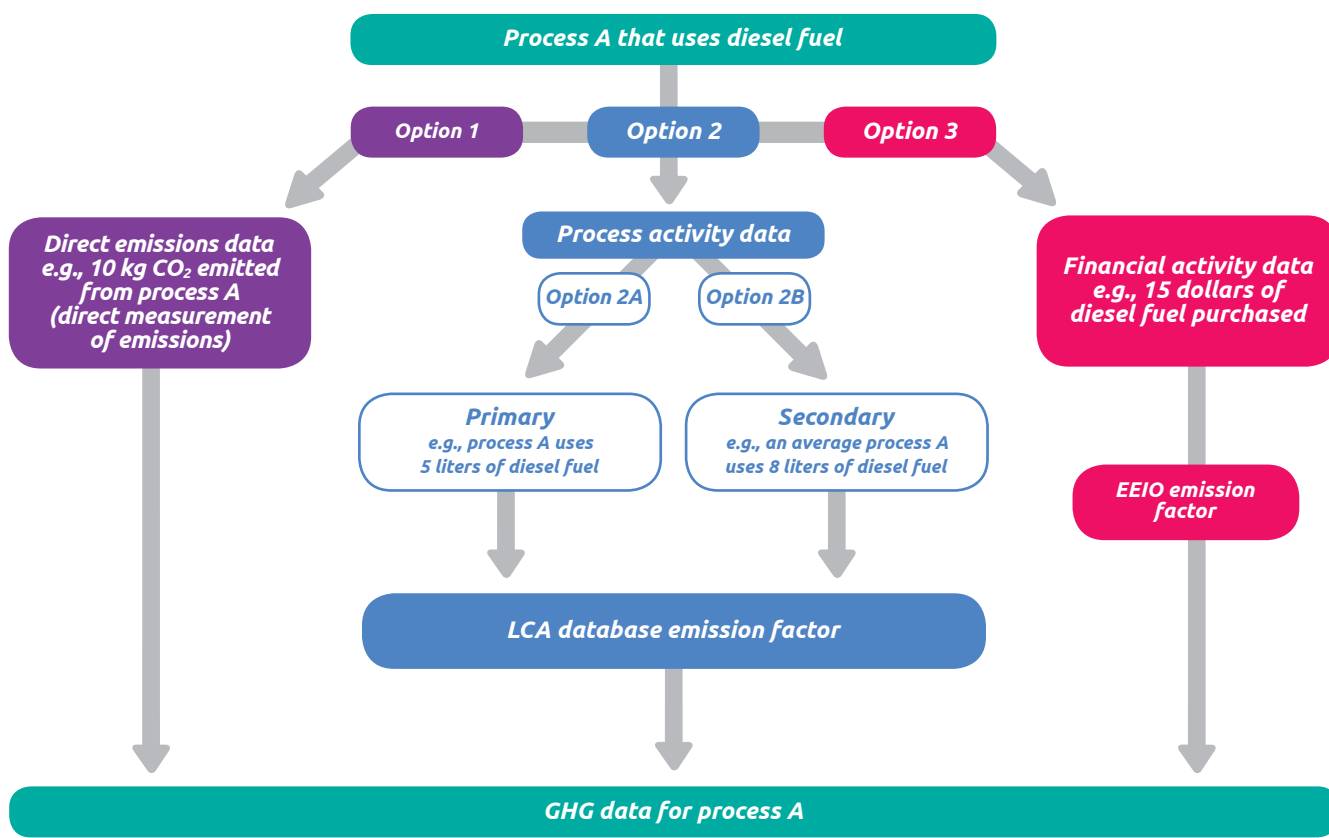 Process A that uses diesel fuel
Option 1
Option 2
Option 3
Direct emissions data
e.g., 10 kg CO₂ emitted
from process A
(direct measurement
of emissions)
Process activity data
Option 2A
Option 2B
Financial activity data
e.g., 15 dollars of
diesel fuel purchased
Primary
e.g., process A uses
5 liters of diesel fuel
Secondary
e.g., an average process A
uses 8 liters of diesel fuel
EEIO emission
factor
LCA database emission factor
GHG data for process A